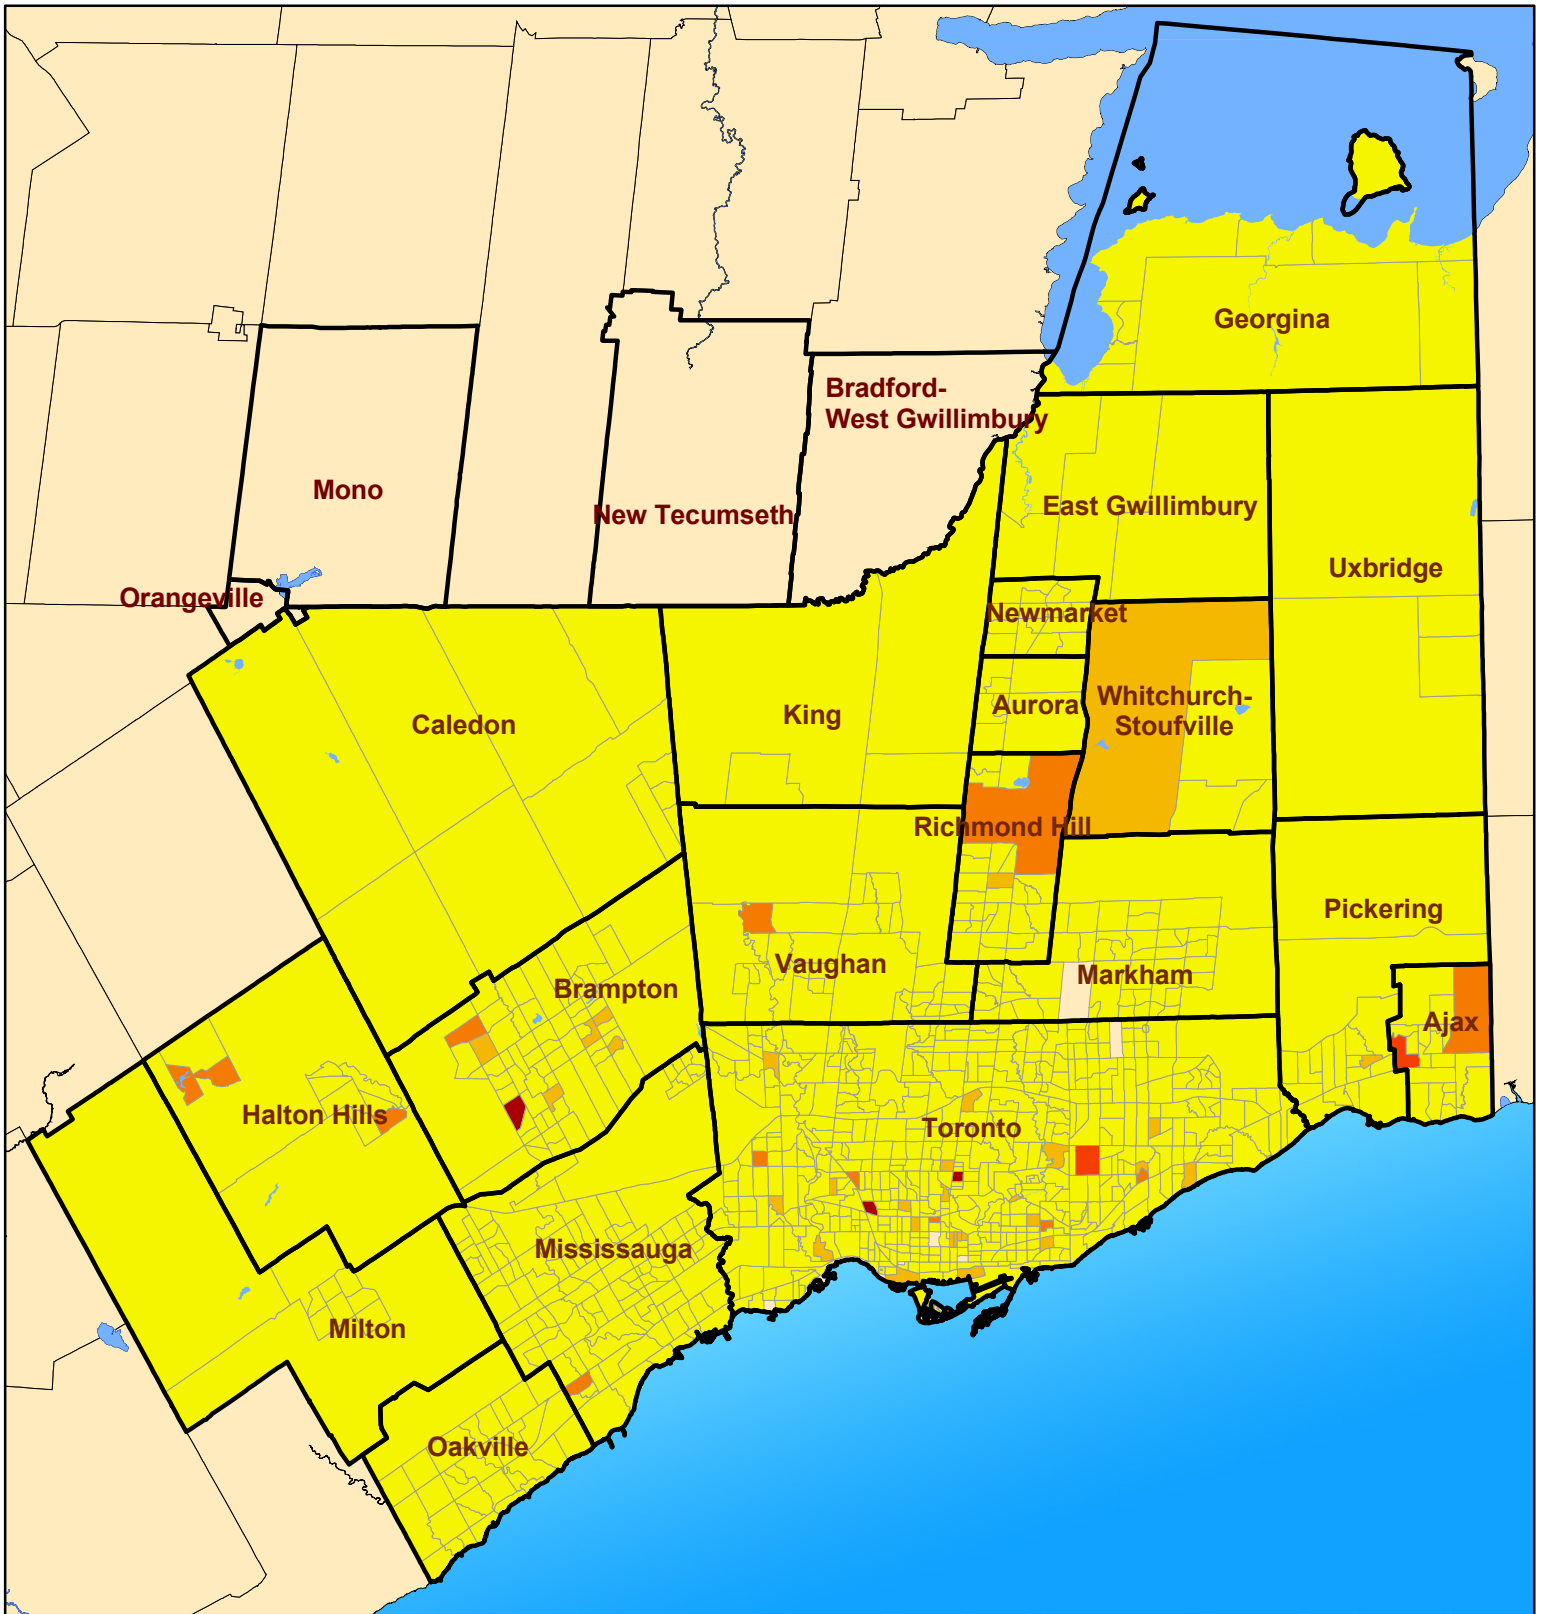 Georgina
Bradford-
West Gwillimbury
Mono
New Tecumseth
East Gwillimbury
Uxbridge
Orangeville
Newmarket
Whitchurch-
Stoufville
Aurora
King
Caledon
Richmond Hill
Pickering
Vaughan
Markham
Brampton
Ajax
Halton Hills
Toronto
Mississauga
Milton
Oakville